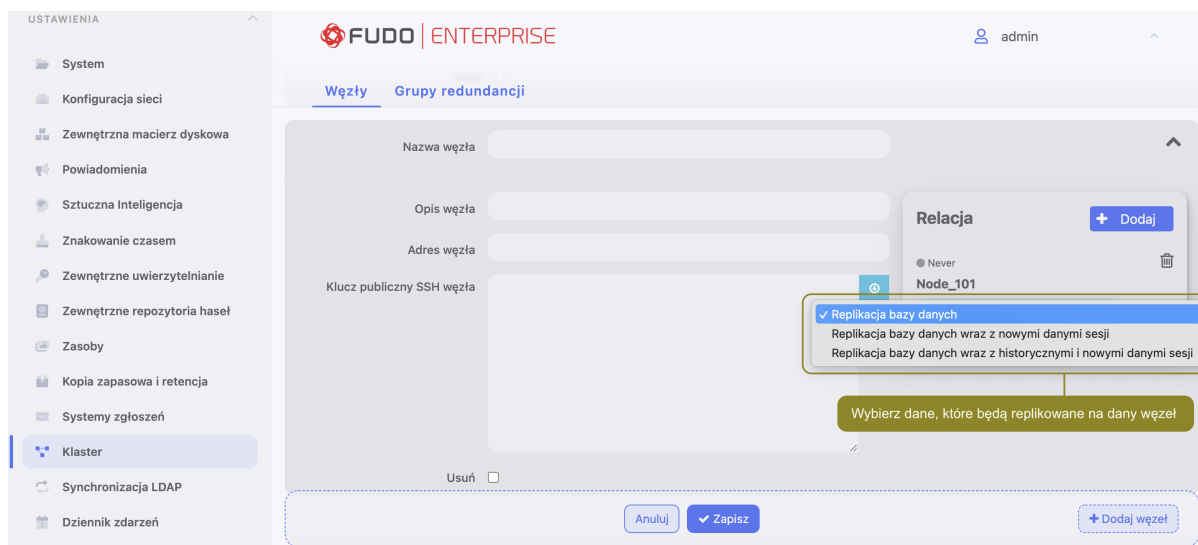 USTAWIENIA
System
Konfiguracja sieci
Zewnętrzna macierz dyskowa
Powiadomienia
Sztuczna Inteligencja
Znakowanie czasem
Zewnętrzne uwierzytelnianie
Zewnętrzne repozytoria haseł
Zasoby
Kopia zapasowa i retencja
Systemy zgłoszeń
Klaster
Synchronizacja LDAP
Dziennik zdarzeń
FUDO ENTERPRISE
admin
Węzły Grupy redundancji
Nazwa węzła
Opis węzła
Adres węzła
Klucz publiczny SSH węzła
Usuń
Relacja
+ Dodaj
Never
Node_101
✓ Replikacja bazy danych
Replikacja bazy danych wraz z nowymi danymi sesji
Replikacja bazy danych wraz z historycznymi i nowymi danymi sesji
Wybierz dane, które będą replikowane na dany węzeł
Anuluj ✓ Zapisz + Dodaj węzeł